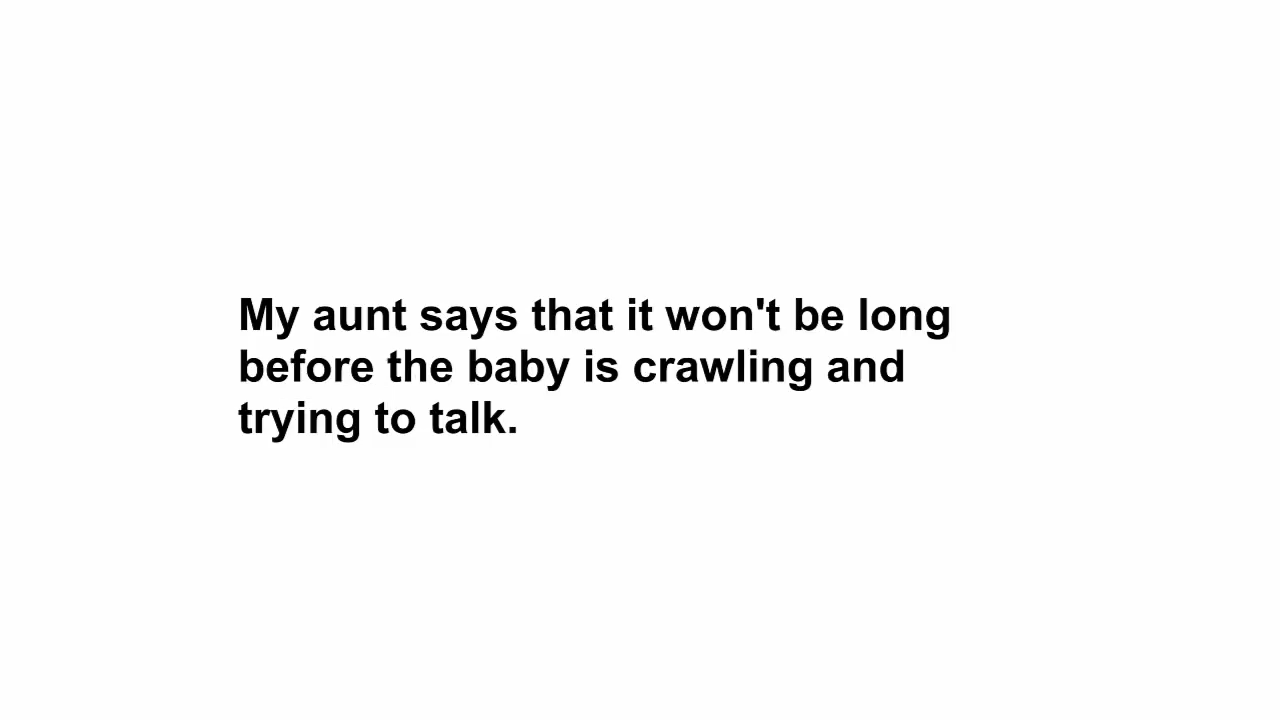 My aunt says that it won't be long
before the baby is crawling and
trying to talk.